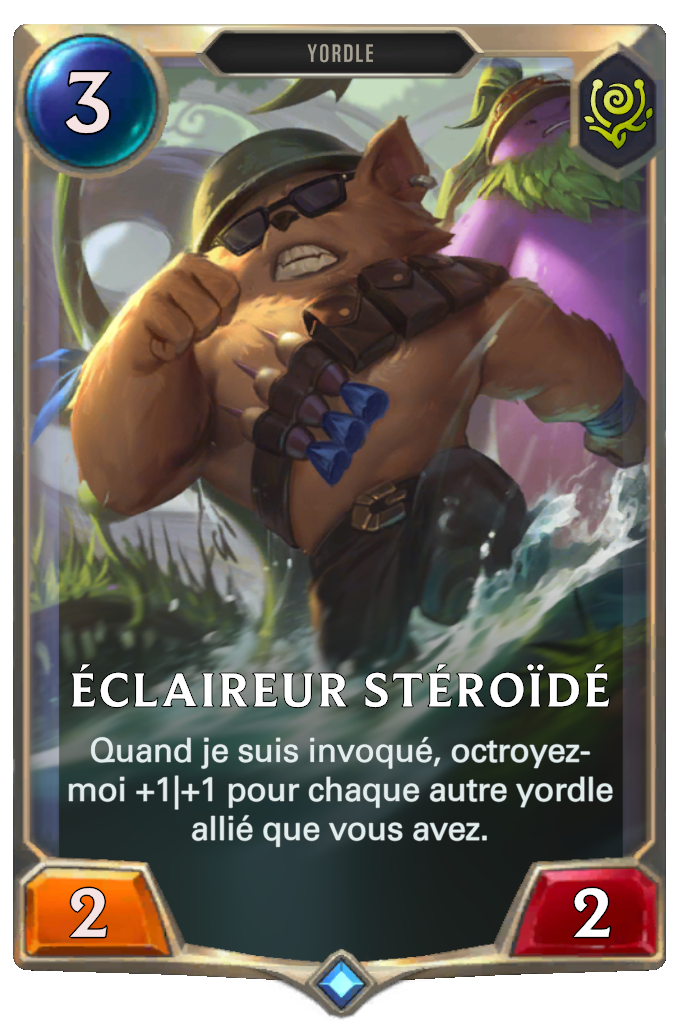 3
YORDLE
ÉCLAIREUR STÉROÏDÉ
Quand je suis invoqué, octroyez-
moi +1|+1 pour chaque autre yordle
allié que vous avez.
2
2